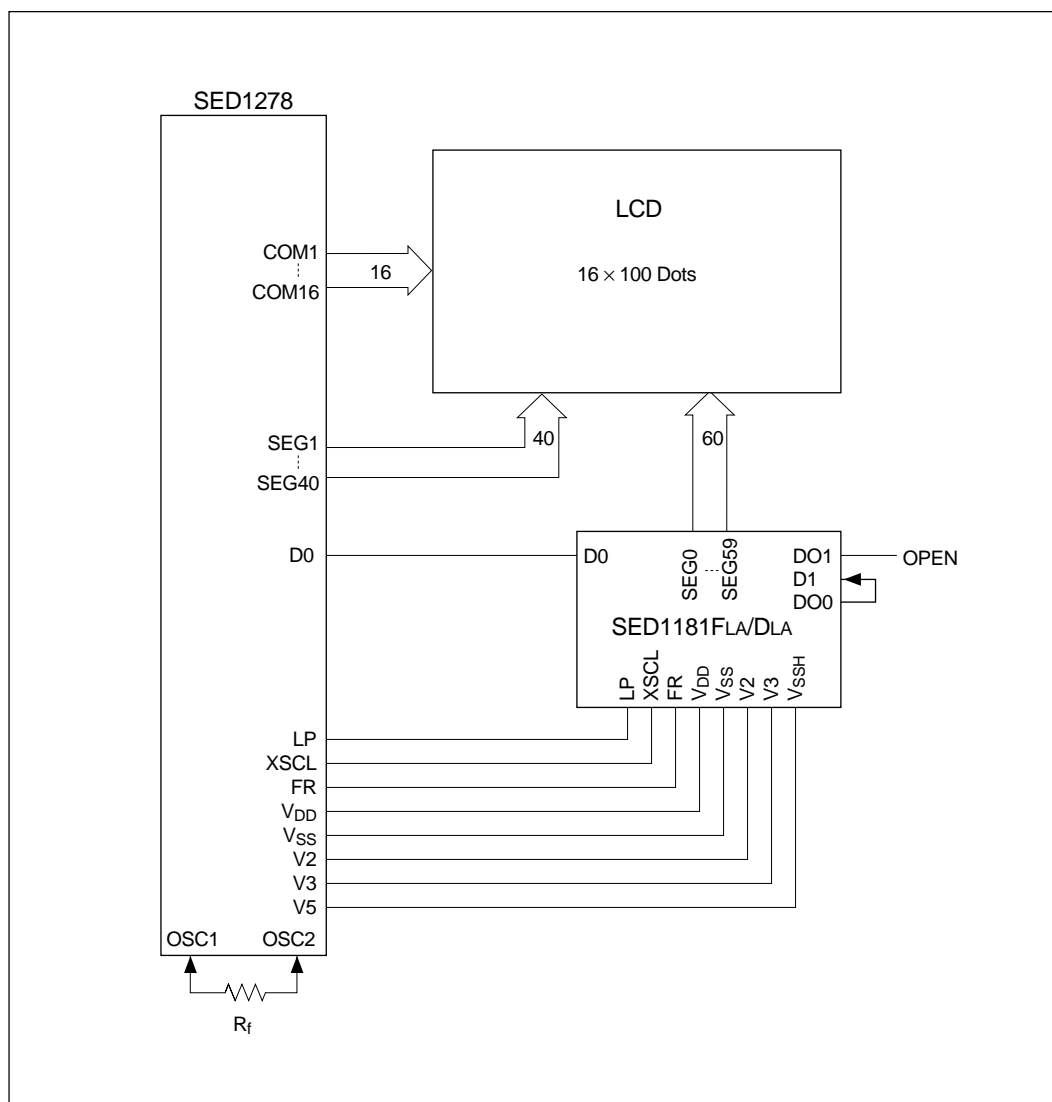 SED1278
LCD
16 × 100 Dots
COM1
COM16
16
SEG1
SEG40
40
60
D0
D0
SEG0
SEG59
DO1
OPEN
D1
DO0
SED1181FLA/DLA
LP
XSCL
FR
VDD
VSS
V2
V3
VSSH
LP
XSCL
FR
VDD
VSS
V2
V3
V5
OSC1
OSC2
Rf